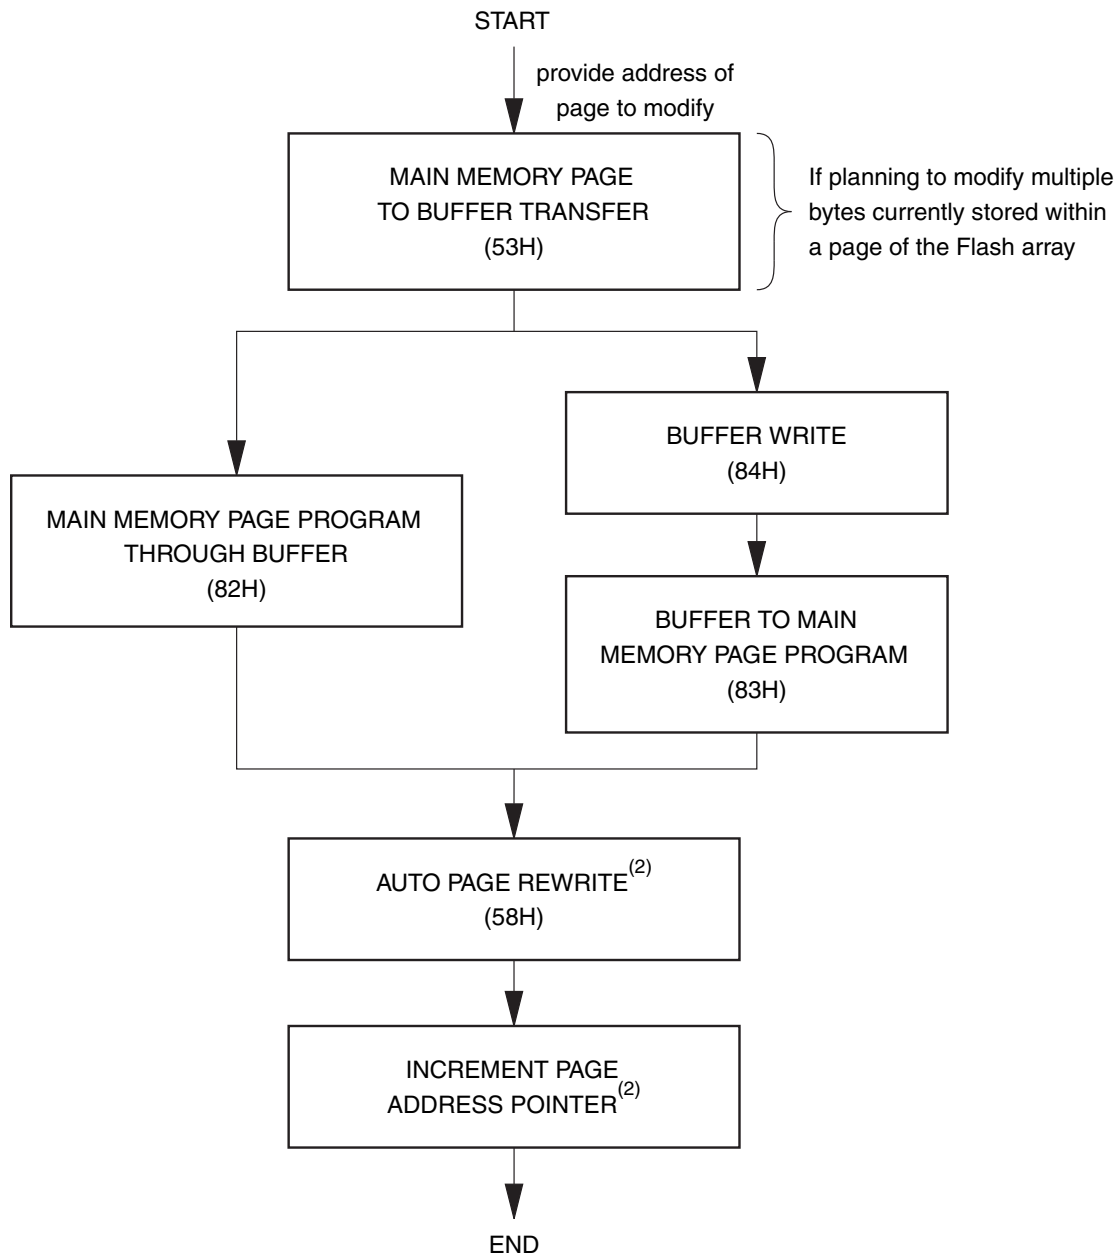 START
provide address of
page to modify
MAIN MEMORY PAGE
TO BUFFER TRANSFER
(53H)
If planning to modify multiple
bytes currently stored within
a page of the Flash array
BUFFER WRITE
(84H)
MAIN MEMORY PAGE PROGRAM
THROUGH BUFFER
(82H)
BUFFER TO MAIN
MEMORY PAGE PROGRAM
(83H)
AUTO PAGE REWRITE(2)
(58H)
INCREMENT PAGE
ADDRESS POINTER(2)
END